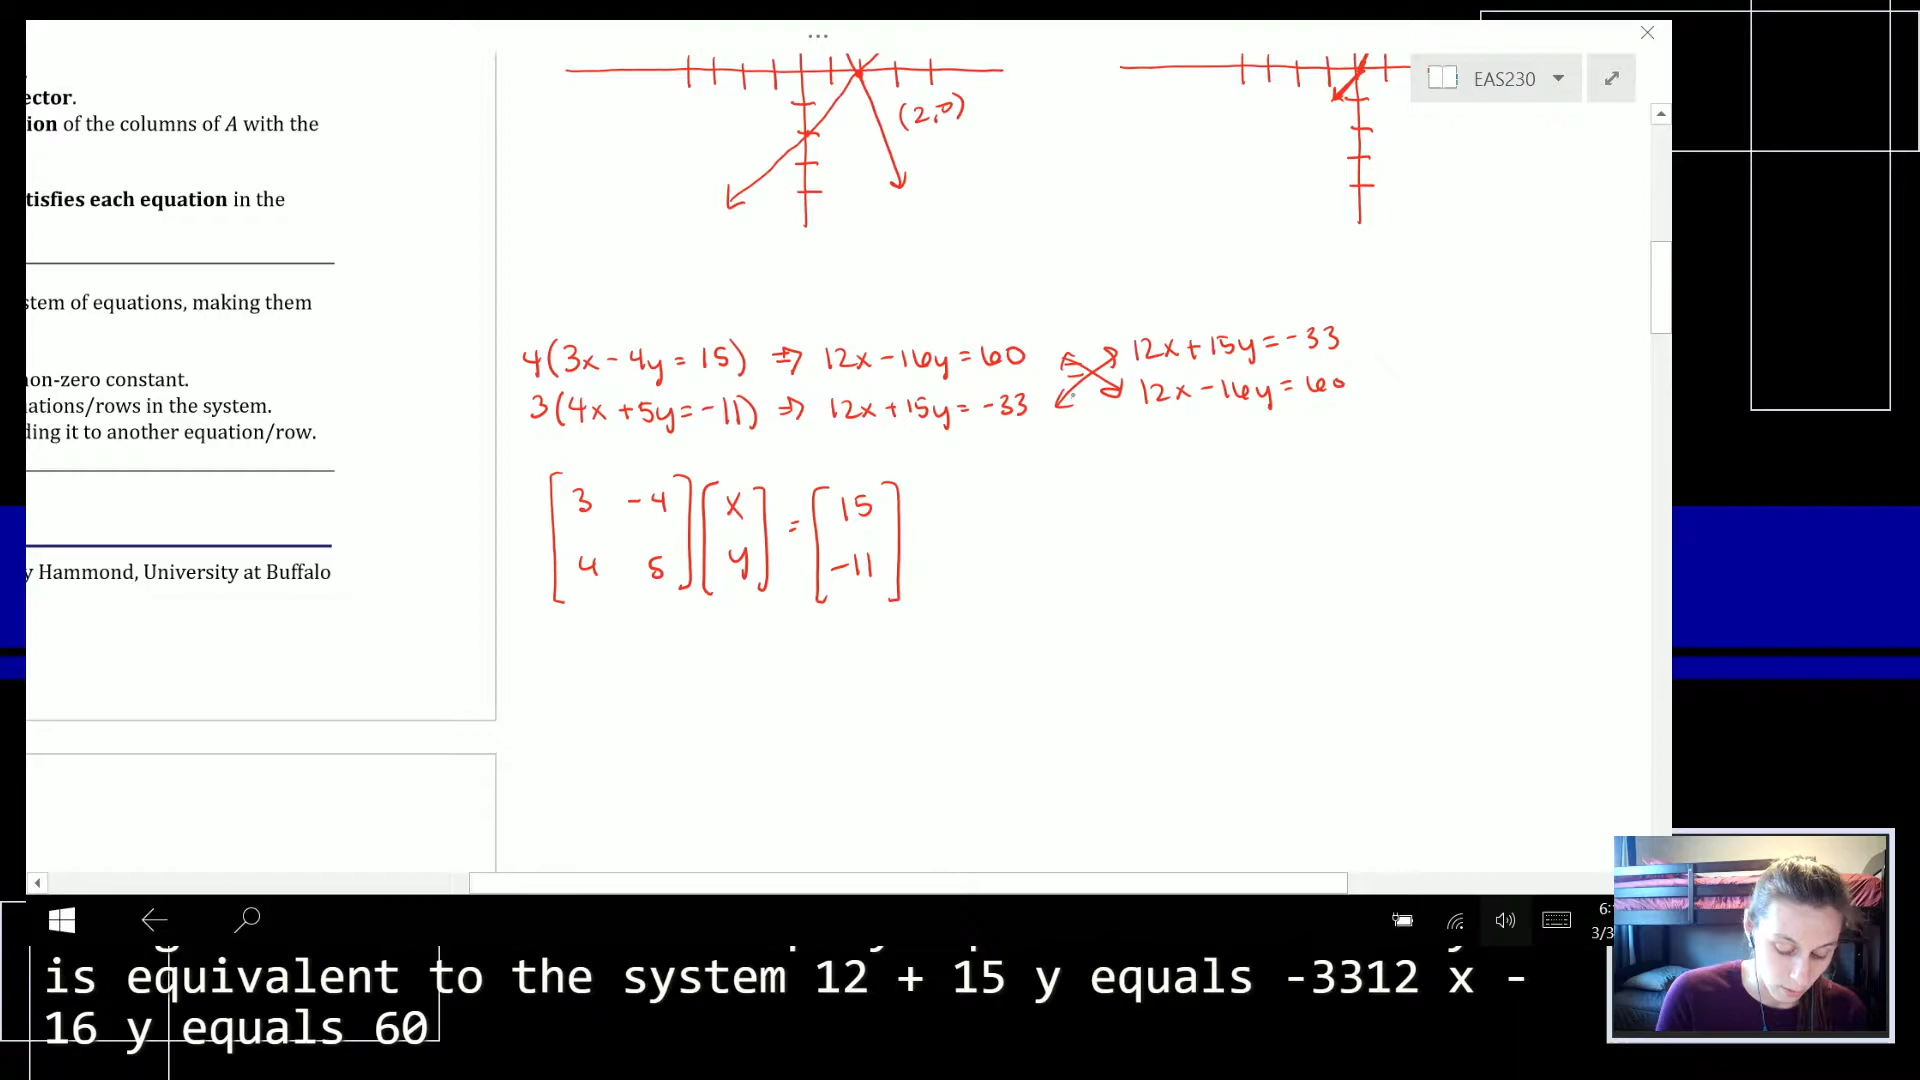 ector.
ion of the columns of A with the
tisfies each equation in the
stem of equations, making them
non-zero constant.
ations/rows in the system.
ding it to another equation/row.
y Hammond, University at Buffalo
(2,0)
EAS230
4(3x - 4y = 15) ⇒ 12x - 16y = 60
3(4x + 5y = -11) ⇒ 12x + 15y = -33
12x + 15y = -33
12x - 16y = 60
3 -4
4 5
x
y
=
15
-11
6:
3/3
is equivalent to the system 12 + 15 y equals -3312 x -
16 y equals 60